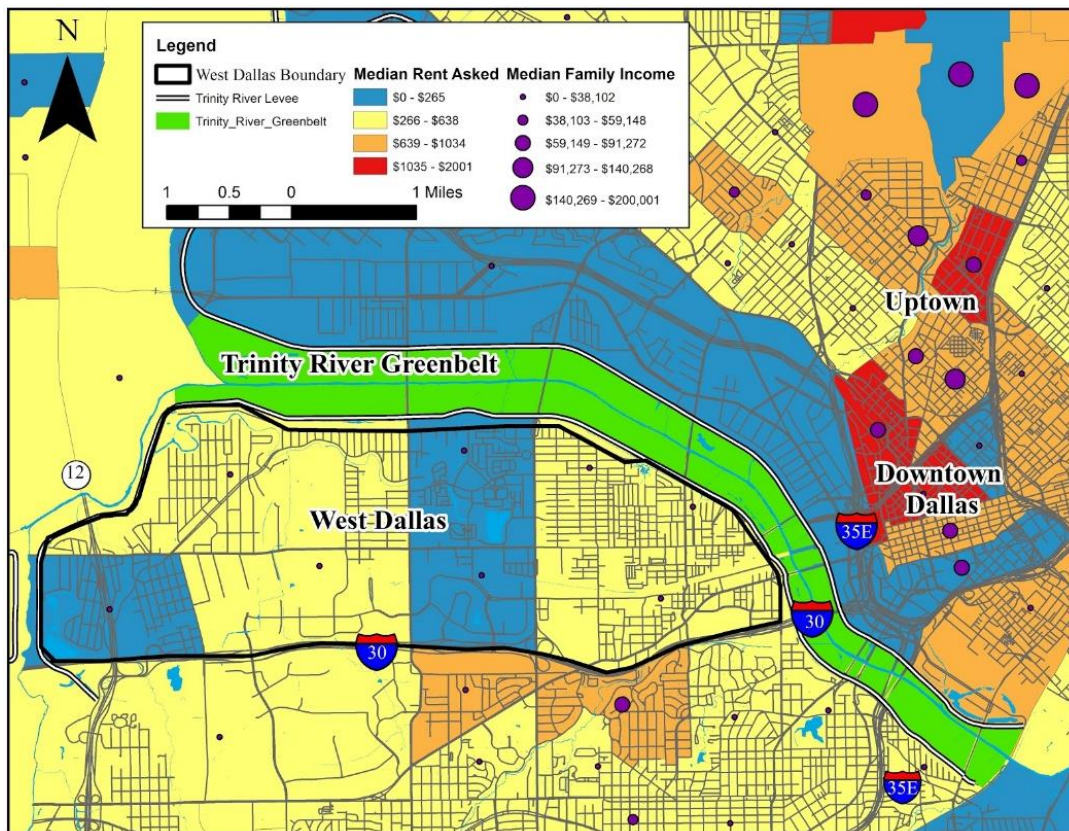 N
Legend
West Dallas Boundary
Trinity River Levee
Trinity_River_Greenbelt
Median Rent Asked
$0 - $265
$266 - $638
$639 - $1034
$1035 - $2001
Median Family Income
$0 - $38,102
$38,103 - $59,148
$59,149 - $91,272
$91,273 - $140,268
$140,269 - $200,001
1 0.5 0 1 Miles
Uptown
Trinity River Greenbelt
12
West Dallas
Downtown
Dallas
35E
30
30
35E